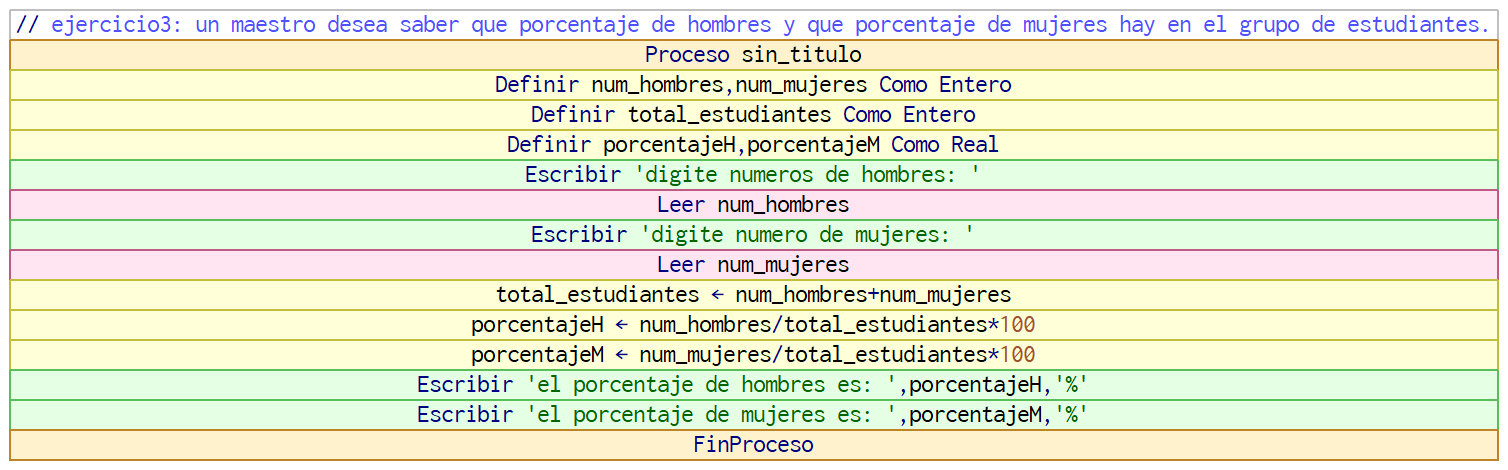 // ejercicio3: un maestro desea saber que porcentaje de hombres y que porcentaje de mujeres hay en el grupo de estudiantes.
Proceso sin_titulo
Definir num_hombres,num_mujeres Como Entero
Definir total_estudiantes Como Entero
Definir porcentajeH,porcentajeM Como Real
Escribir 'digite numeros de hombres: '
Leer num_hombres
Escribir 'digite numero de mujeres: '
Leer num_mujeres
total_estudiantes ← num_hombres+num_mujeres
porcentajeH ← num_hombres/total_estudiantes*100
porcentajeM ← num_mujeres/total_estudiantes*100
Escribir 'el porcentaje de hombres es: ',porcentajeH,'%'
Escribir 'el porcentaje de mujeres es: ',porcentajeM,'%'
FinProceso